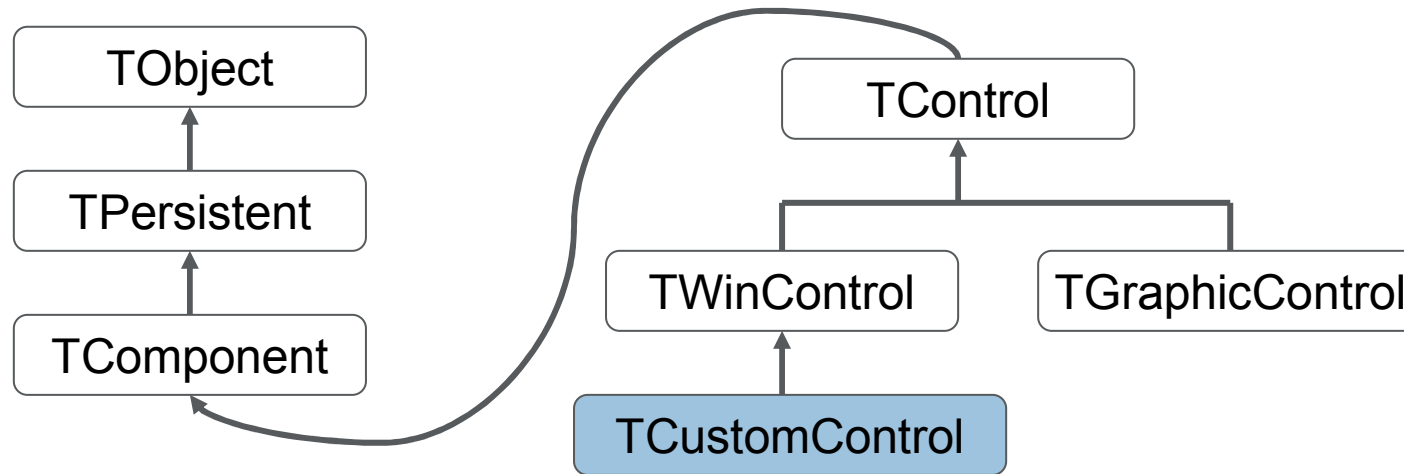 TObject
TPersistent
TComponent
TControl
TWinControl
TGraphicControl
TCustomControl